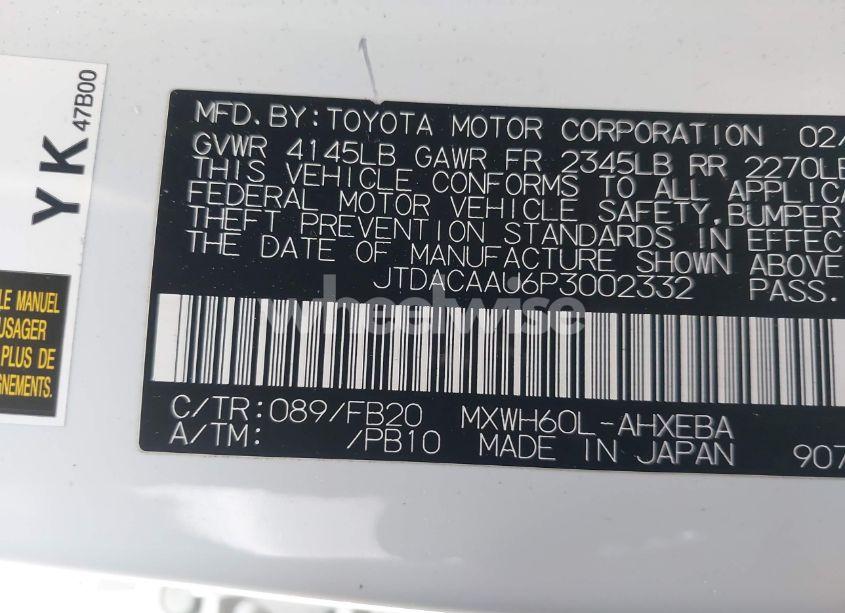 YK
47B00
LE MANUEL
USAGER
PLUS DE
GNEMENTS.
MFD. BY: TOYOTA MOTOR CORPORATION 02/
GVWR 4145LB GAWR FR 2345LB RR 2270LB
THIS VEHICLE CONFORMS TO ALL APPLICA
FEDERAL MOTOR VEHICLE SAFETY, BUMPER
THEFT PREVENTION STANDARDS IN EFFECT
THE DATE OF MANUFACTURE SHOWN ABOVE.
JTDACAAU6P3002332 PASS.
wheelwise
C/TR: 089/FB20 MXWH60L-AHXEBA
A/TM: /PB10 MADE IN JAPAN 907